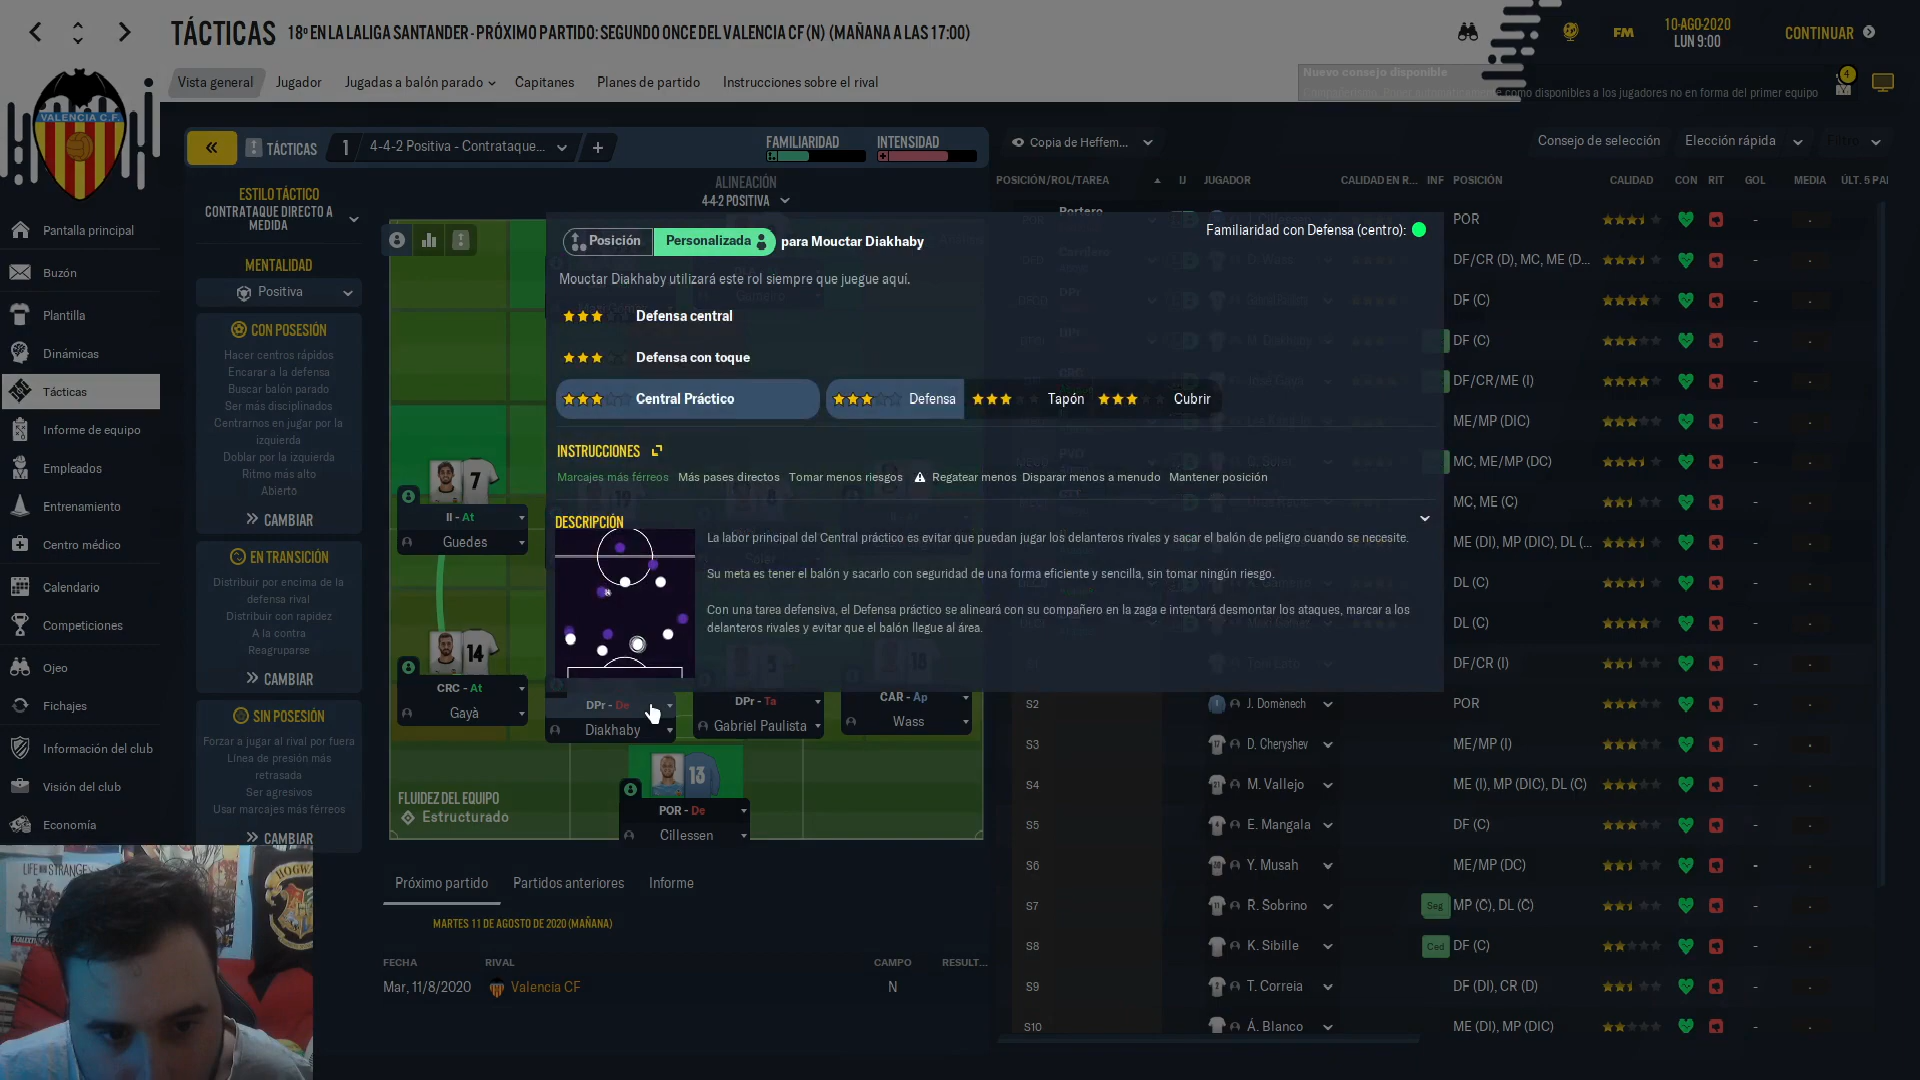 TÁCTICAS
18º EN LA LALIGA SANTANDER - PRÓXIMO PARTIDO: SEGUNDO ONCE DEL VALENCIA CF (N) (MAÑANA A LAS 17:00)
FM
10-AGO-2020
LUN 9:00
CONTINUAR
Vista general
Jugador
Jugadas a balón parado
Capitanes
Planes de partido
Instrucciones sobre el rival
Nuevo consejo disponible
como disponibles a los jugadores no en forma del primer equipo
4
VALENCIA C.F
TÁCTICAS
1
4-4-2 Positiva - Contrataque...
FAMILIARIDAD
INTENSIDAD
Copia de Heffem...
Consejo de selección
Elección rápida
Filtro
Pantalla principal
Buzón
Plantilla
Dinámicas
Tácticas
Informe de equipo
Empleados
Entrenamiento
Centro médico
Calendario
Competiciones
Ojeo
Fichajes
Información del club
Visión del club
Economía
ESTILO TÁCTICO
CONTRATAQUE DIRECTO A
MEDIDA
MENTALIDAD
Positiva
CON POSESIÓN
Hacer centros rápidos
Encarar a la defensa
Buscar balón parado
Ser más disciplinados
Centrarnos en jugar por la
izquierda
Doblar por la izquierda
Ritmo más alto
Abierto
CAMBIAR
EN TRANSICIÓN
Distribuir por encima de la
defensa rival
Distribuir con rapidez
A la contra
Reagruparse
CAMBIAR
SIN POSESIÓN
Forzar a jugar al rival por fuera
Línea de presión más
retrasada
Ser agresivos
Usar marcajes más férreos
CAMBIAR
ALINEACIÓN
4-4-2 POSITIVA
Posición
Personalizada
para Mouctar Diakhaby
Familiaridad con Defensa (centro):
Mouctar Diakhaby utilizará este rol siempre que juegue aquí.
Defensa central
Defensa con toque
Central Práctico
Defensa
Tapón
Cubrir
INSTRUCCIONES
Marcajes más férreos
Más pases directos
Tomar menos riesgos
Regatear menos
Disparar menos a menudo
Mantener posición
DESCRIPCIÓN
La labor principal del Central práctico es evitar que puedan jugar los delanteros rivales y sacar el balón de peligro cuando se necesite.
Su meta es tener el balón y sacarlo con seguridad de una forma eficiente y sencilla, sin tomar ningún riesgo.
Con una tarea defensiva, el Defensa práctico se alineará con su compañero en la zaga e intentará desmontar los ataques, marcar a los
delanteros rivales y evitar que el balón llegue al área.
7
II - At
Guedes
14
CRC - At
Gayà
DPr - De
Diakhaby
DPr - Ta
Gabriel Paulista
CAR - Ap
Wass
13
POR - De
Cillessen
FLUIDEZ DEL EQUIPO
Estructurado
Próximo partido
Partidos anteriores
Informe
MARTES 11 DE AGOSTO DE 2020 (MAÑANA)
FECHA
RIVAL
CAMPO
RESULT...
Mar, 11/8/2020
Valencia CF
N
POSICIÓN/ROL/TAREA
IJ
JUGADOR
CALIDAD EN R...
INF
POSICIÓN
CALIDAD
CON
RIT
GOL
MEDIA
ÚLT. 5 PA
Portero
POR
DF/CR (D), MC, ME (D...
DF (C)
DF (C)
DF/CR/ME (I)
ME/MP (DIC)
MC, ME/MP (DC)
MC, ME (C)
ME (DI), MP (DIC), DL (...
DL (C)
DL (C)
DF/CR (I)
S2
J. Domènech
POR
S3
D. Cheryshev
ME/MP (I)
S4
M. Vallejo
ME (I), MP (DIC), DL (C)
S5
E. Mangala
DF (C)
S6
Y. Musah
ME/MP (DC)
S7
R. Sobrino
Seg
MP (C), DL (C)
S8
K. Sibille
Ced
DF (C)
S9
T. Correia
DF (DI), CR (D)
S10
Á. Blanco
ME (DI), MP (DIC)
LIFE IS STRANGE